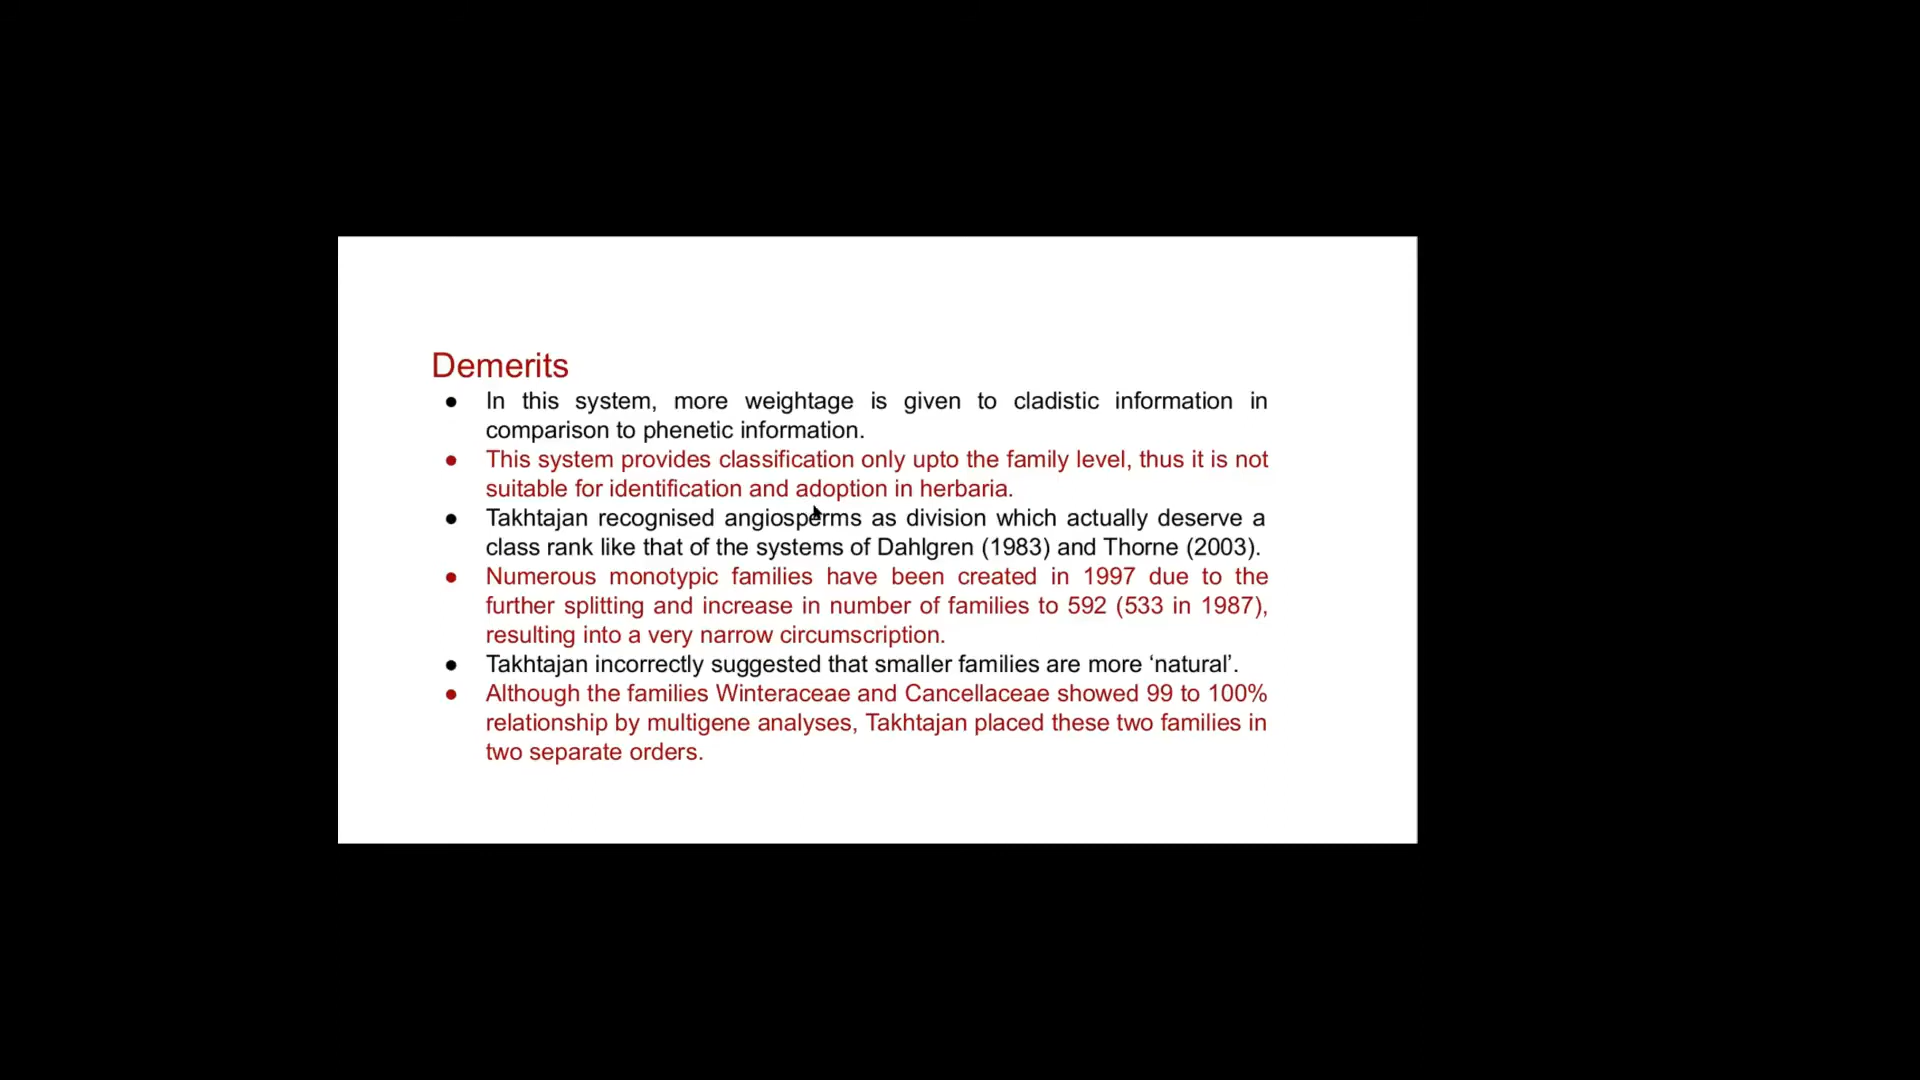 Demerits
● In this system, more weightage is given to cladistic information in
comparison to phenetic information.
● This system provides classification only upto the family level, thus it is not
suitable for identification and adoption in herbaria.
● Takhtajan recognised angiosperms as division which actually deserve a
class rank like that of the systems of Dahlgren (1983) and Thorne (2003).
● Numerous monotypic families have been created in 1997 due to the
further splitting and increase in number of families to 592 (533 in 1987),
resulting into a very narrow circumscription.
● Takhtajan incorrectly suggested that smaller families are more ‘natural’.
● Although the families Winteraceae and Cancellaceae showed 99 to 100%
relationship by multigene analyses, Takhtajan placed these two families in
two separate orders.